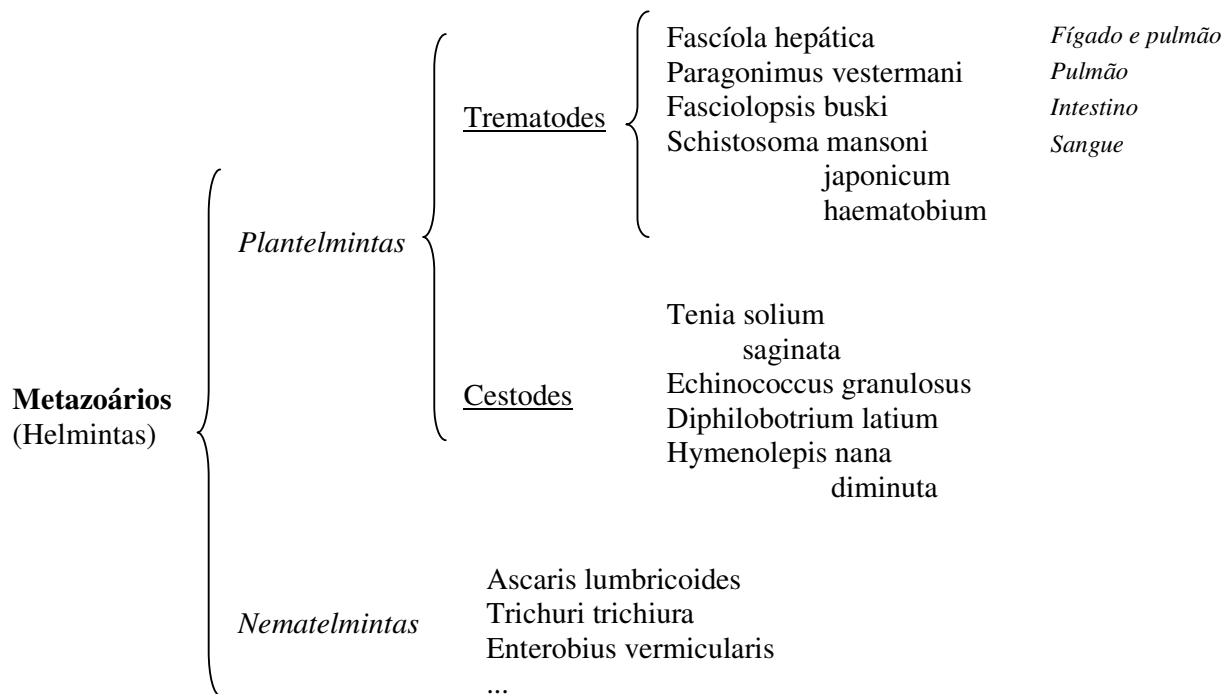 Fascíola hepática Fígado e pulmão
Paragonimus vestermani Pulmão
Trematodes Fasciolopsis buski Intestino
Schistosoma mansoni Sangue
japonicum
haematobium
Plantelmintas
Tenia solium
saginata
Metazoários Cestodes Echinococcus granulosus
(Helmintas) Diphilobotrium latium
Hymenolepis nana
diminuta
Ascaris lumbricoides
Nematelmintas Trichuri trichiura
Enterobius vermicularis
...